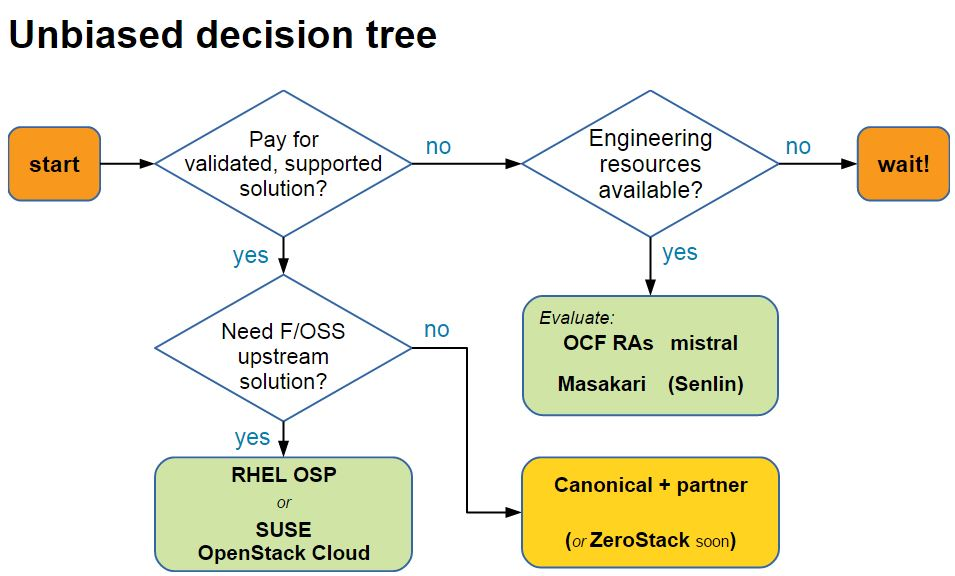 Unbiased decision tree
start
Pay for
validated, supported
solution?
no
Engineering
resources
available?
no
wait!
yes
yes
Need F/OSS
upstream
solution?
no
Evaluate:
OCF RAs mistral
Masakari (Senlin)
yes
RHEL OSP
or
SUSE
OpenStack Cloud
Canonical + partner
(or ZeroStack soon)